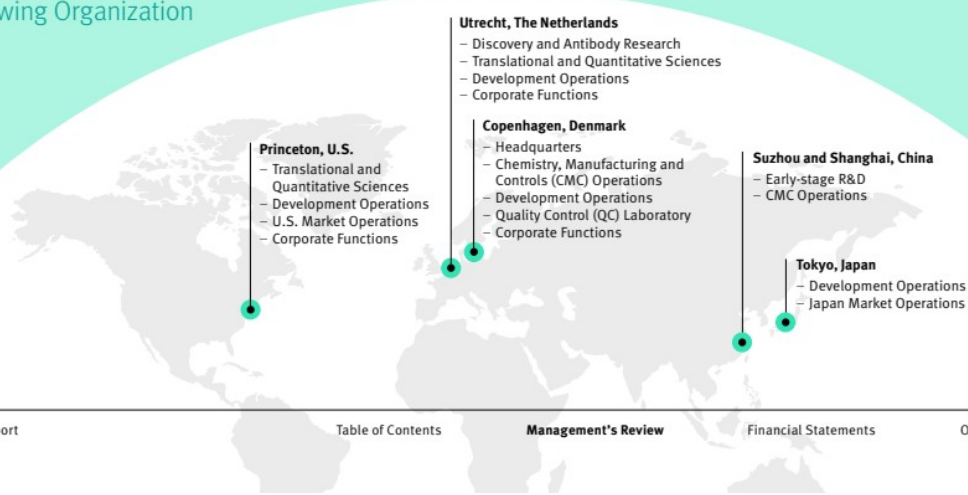 Organization
Utrecht, The Netherlands
– Discovery and Antibody Research
– Translational and Quantitative Sciences
– Development Operations
– Corporate Functions
Copenhagen, Denmark
– Headquarters
– Chemistry, Manufacturing and
Controls (CMC) Operations
– Development Operations
– Quality Control (QC) Laboratory
– Corporate Functions
Princeton, U.S.
– Translational and
Quantitative Sciences
– Development Operations
– U.S. Market Operations
– Corporate Functions
Suzhou and Shanghai, China
– Early-stage R&D
– CMC Operations
Tokyo, Japan
– Development Operations
– Japan Market Operations
Table of Contents
Management's Review
Financial Statements